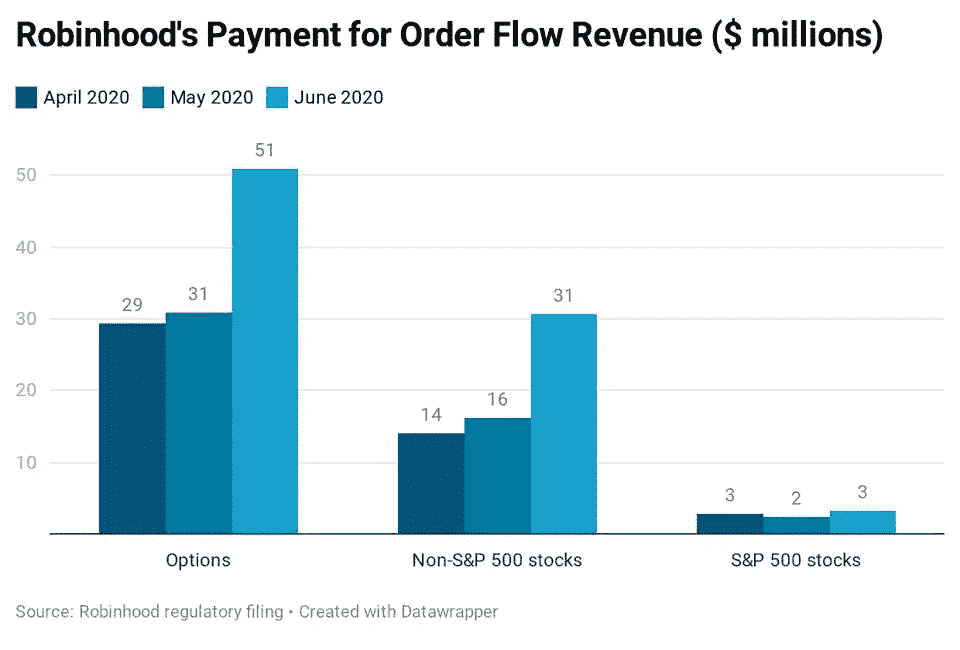 Robinhood's Payment for Order Flow Revenue ($ millions)
April 2020 May 2020 June 2020
51
50
40
29 31
31
30
20
14 16
10
3 2 3
Options Non-S&P 500 stocks S&P 500 stocks
Source: Robinhood regulatory filing • Created with Datawrapper